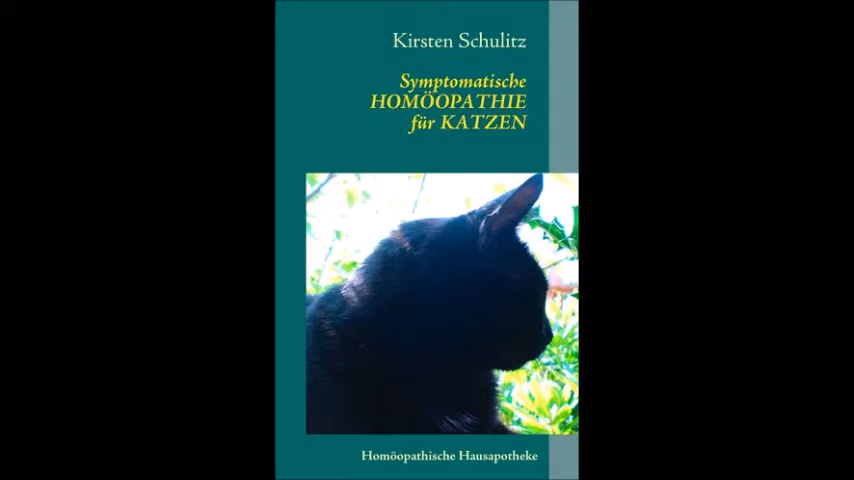 Kirsten Schulitz
Symptomatische
HOMÖOPATHIE
für KATZEN
Homöopathische Hausapotheke